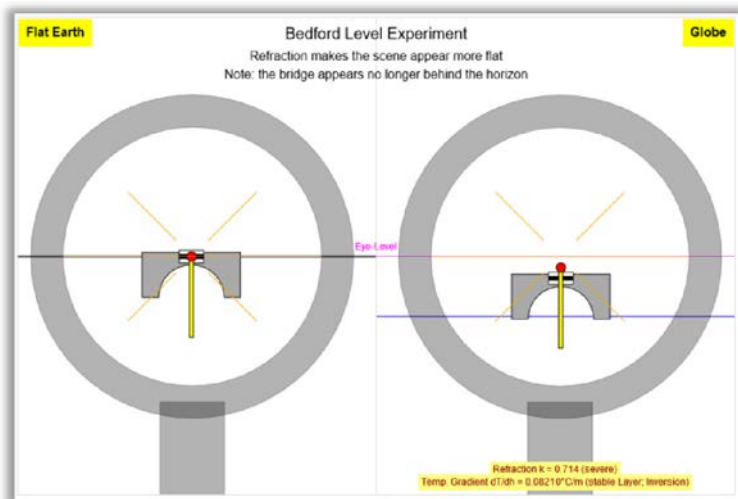 Flat Earth
Bedford Level Experiment
Globe
Refraction makes the scene appear more flat
Note: the bridge appears no longer behind the horizon
Eye-Level
Refraction k = 0.714 (severe)
Temp. Gradient dT/dh = 0.08210°C/m (stable Layer; Inversion)